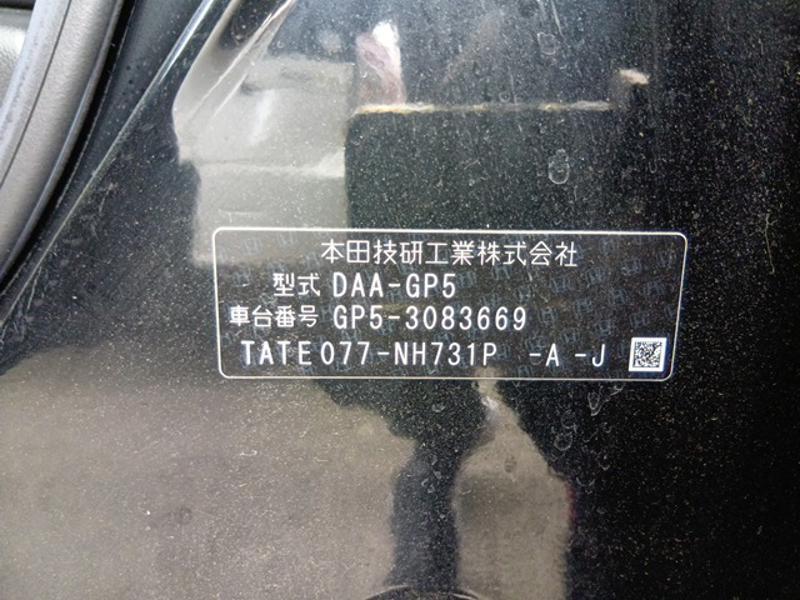 本田技研工業株式会社
型式 DAA-GP5
車台番号 GP5-3083669
TATE077-NH731P -A -J